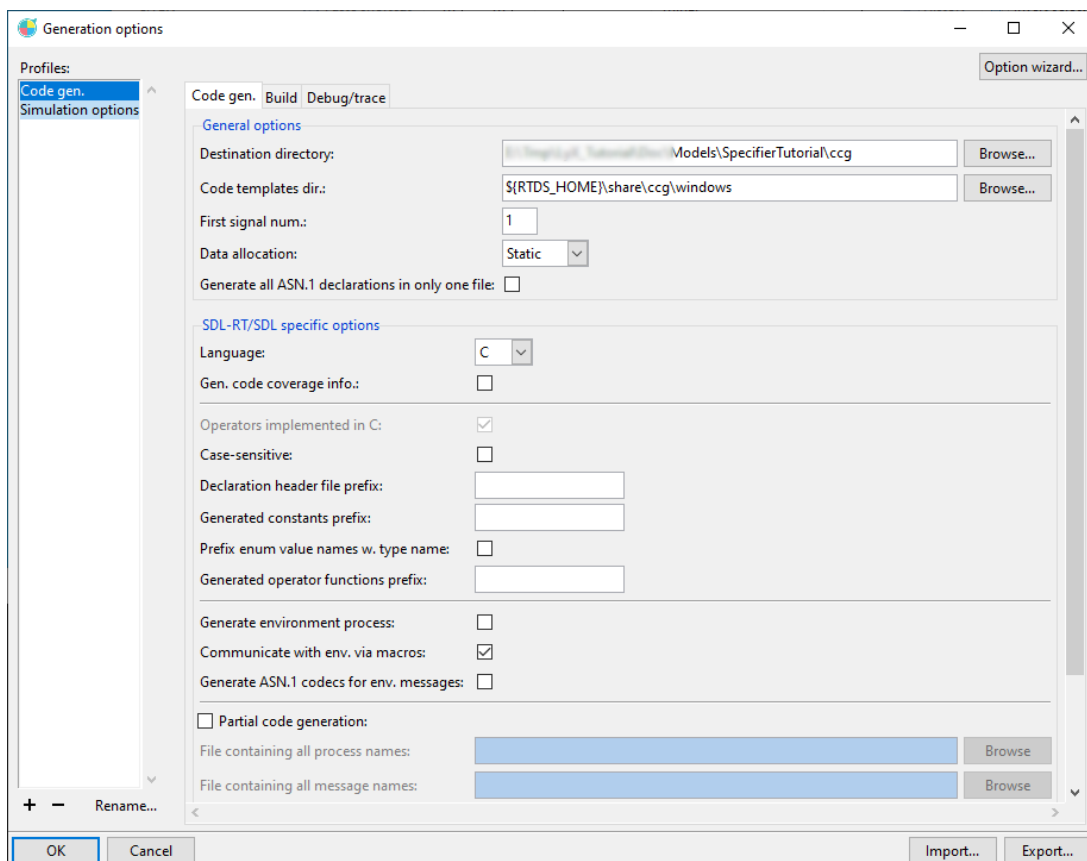 Generation options
Profiles:
Option wizard...
Code gen.
Simulation options
Code gen. Build Debug/trace
General options
Destination directory: Models\SpecifierTutorial\ccg Browse...
Code templates dir.: ${RTDS_HOME}\share\ccg\windows Browse...
First signal num.: 1
Data allocation: Static
Generate all ASN.1 declarations in only one file:
SDL-RT/SDL specific options
Language: C
Gen. code coverage info.:
Operators implemented in C:
Case-sensitive:
Declaration header file prefix:
Generated constants prefix:
Prefix enum value names w. type name:
Generated operator functions prefix:
Generate environment process:
Communicate with env. via macros:
Generate ASN.1 codecs for env. messages:
Partial code generation:
File containing all process names: Browse
File containing all message names: Browse
Rename...
OK Cancel Import... Export...